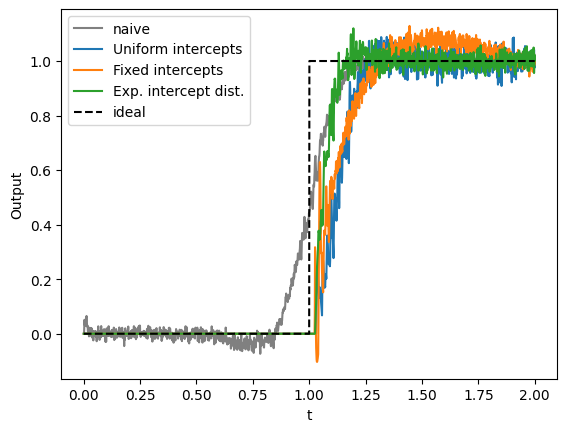 naive
Uniform intercepts
Fixed intercepts
Exp. intercept dist.
ideal
1.0
0.8
0.6
0.4
0.2
0.0
Output
0.00 0.25 0.50 0.75 1.00 1.25 1.50 1.75 2.00
t